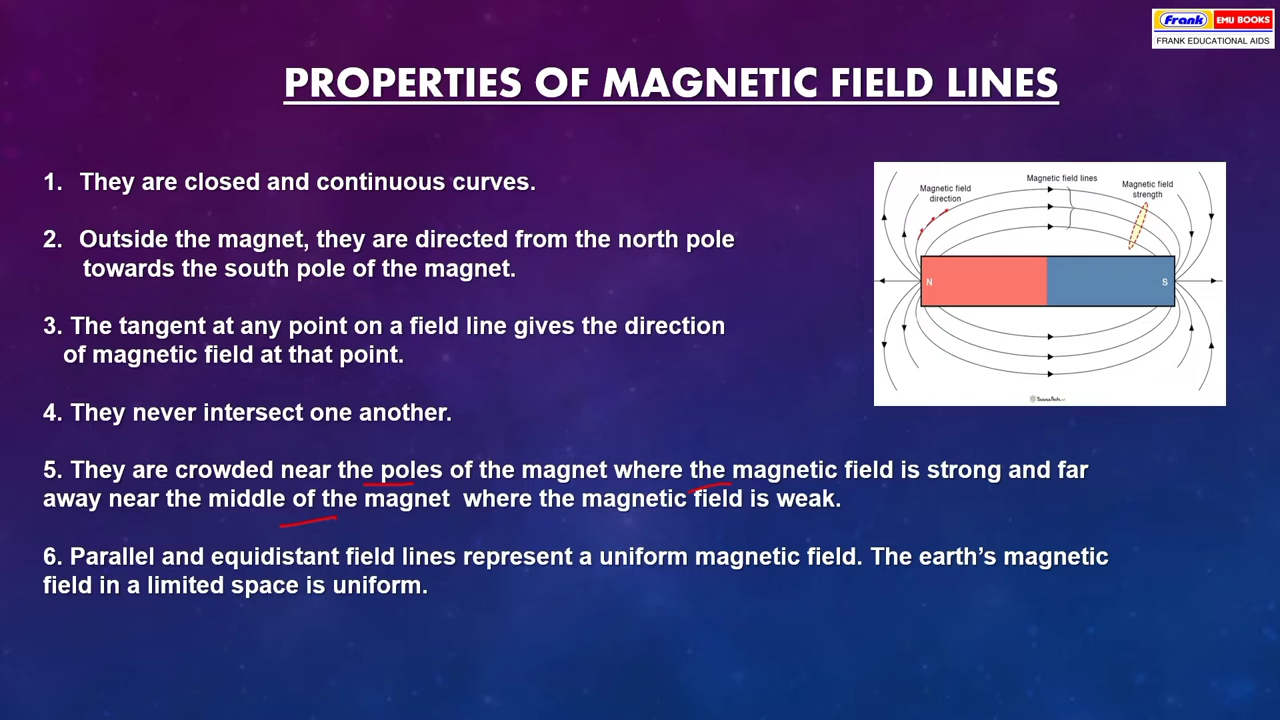 Frank EMU BOOKS
FRANK EDUCATIONAL AIDS
PROPERTIES OF MAGNETIC FIELD LINES
1. They are closed and continuous curves.
2. Outside the magnet, they are directed from the north pole
towards the south pole of the magnet.
3. The tangent at any point on a field line gives the direction
of magnetic field at that point.
4. They never intersect one another.
5. They are crowded near the poles of the magnet where the magnetic field is strong and far
away near the middle of the magnet where the magnetic field is weak.
6. Parallel and equidistant field lines represent a uniform magnetic field. The earth’s magnetic
field in a limited space is uniform.
Magnetic field lines
Magnetic field
direction
Magnetic field
strength
N
S